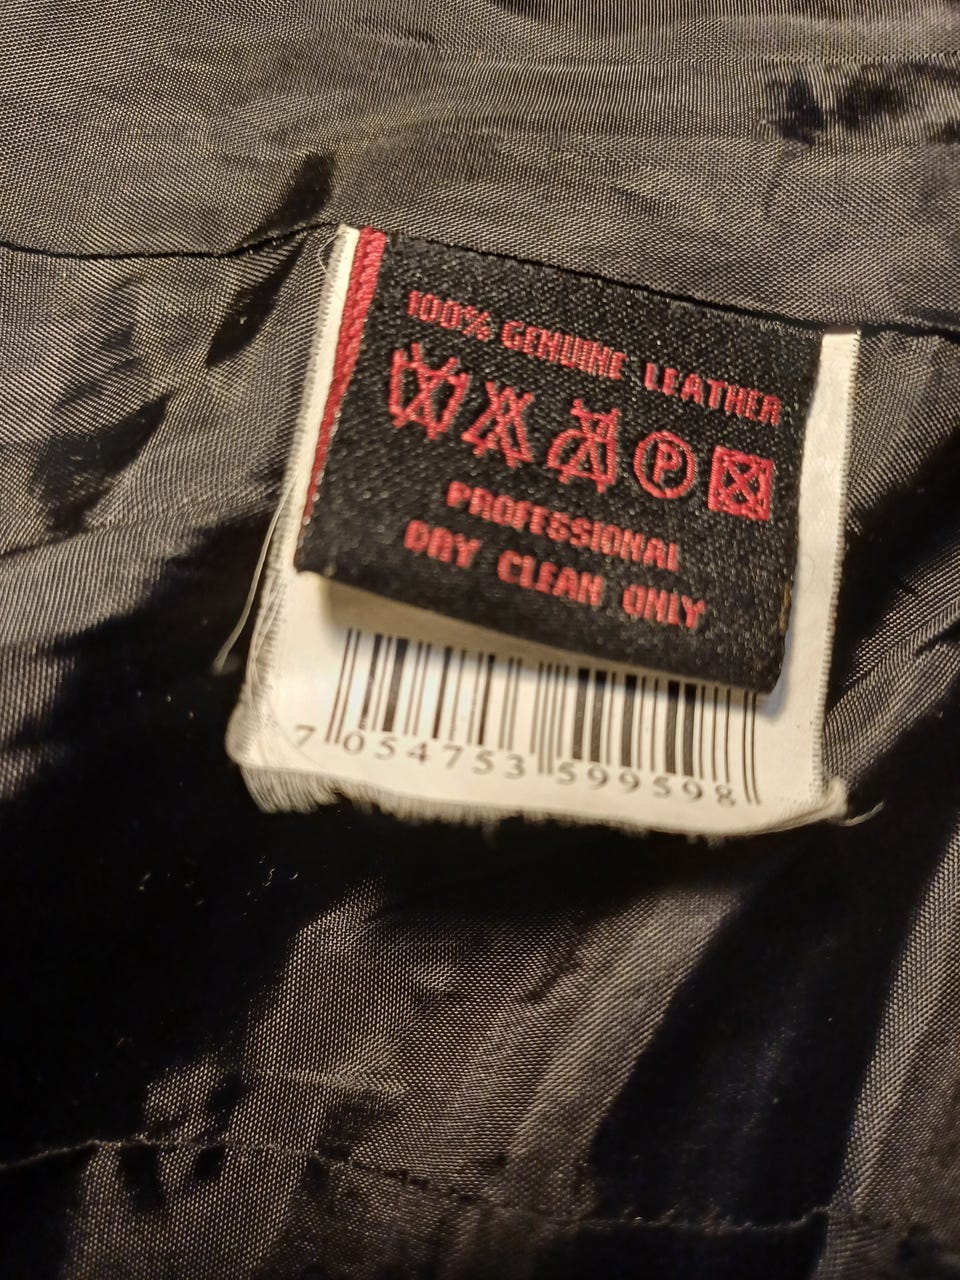 100% GENUINE LEATHER
P
PROFESSIONAL
DRY CLEAN ONLY
7 054753 599598